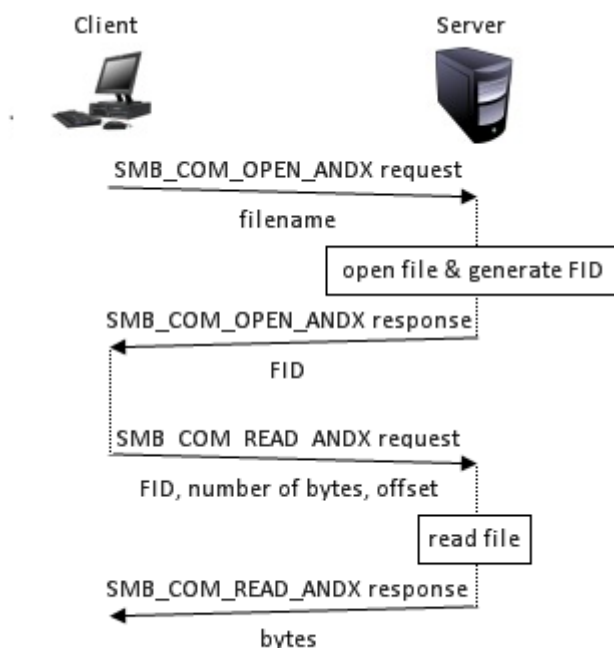 Client
Server
SMB_COM_OPEN_ANDX request
filename
open file & generate FID
SMB_COM_OPEN_ANDX response
FID
SMB COM READ ANDX request
FID, number of bytes, offset
read file
SMB_COM_READ_ANDX response
bytes